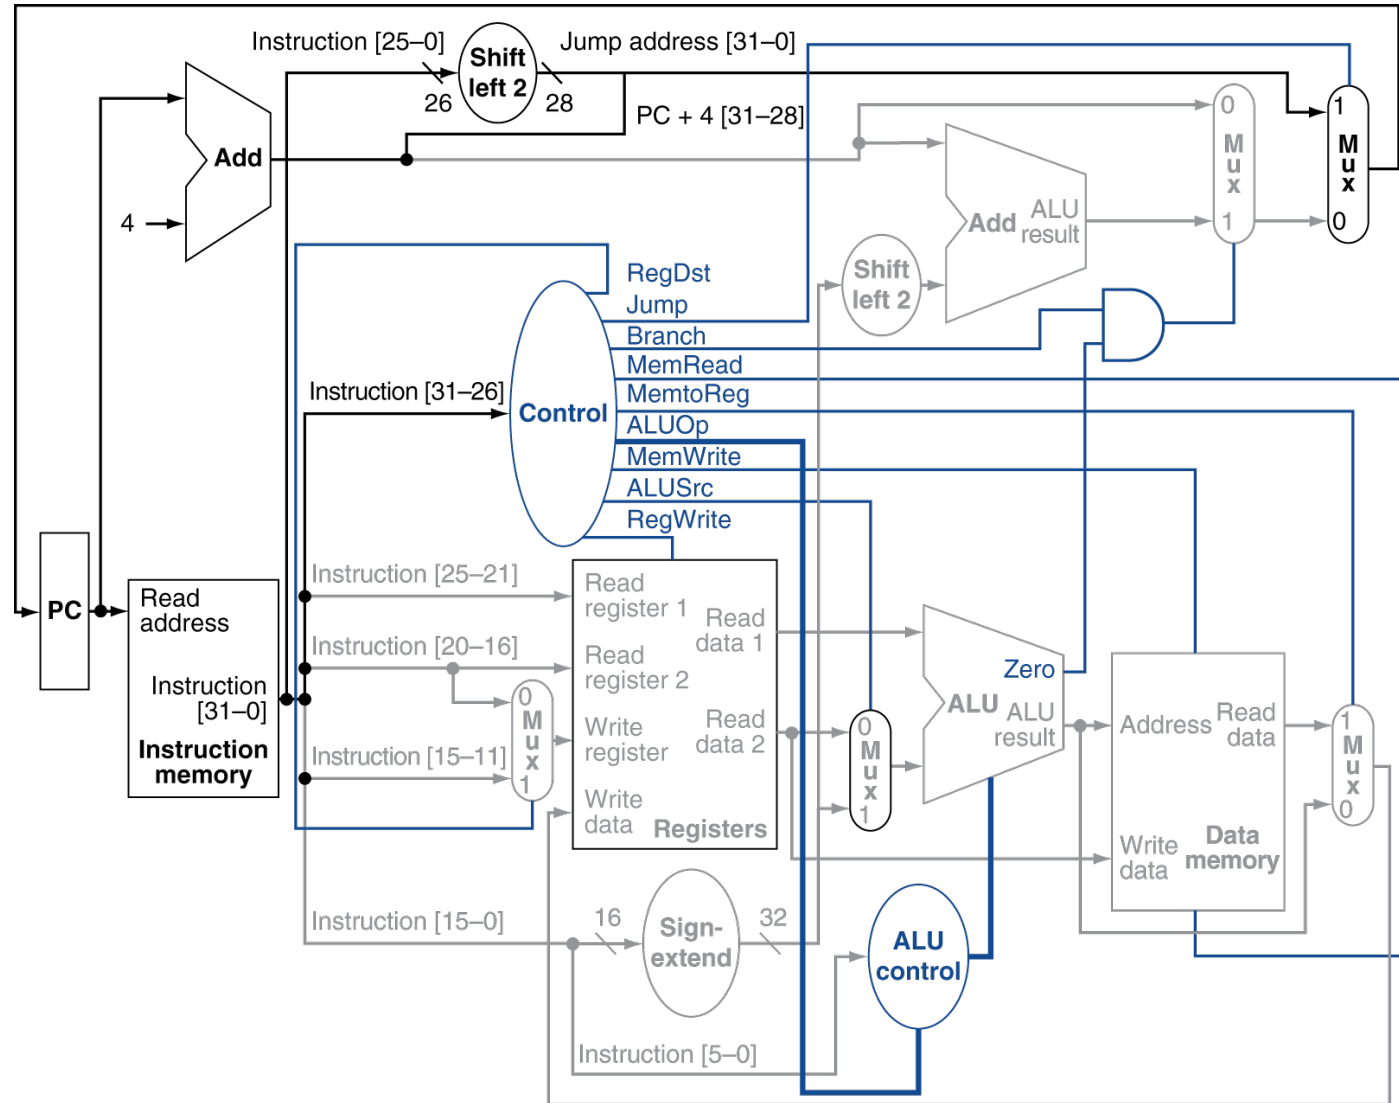 Instruction [25–0]
Shift
left 2
Jump address [31–0]
26
28
PC + 4 [31–28]
Add
4
0
M
u
x
1
1
M
u
x
0
Add
ALU
result
Shift
left 2
RegDst
Jump
Branch
MemRead
MemtoReg
ALUOp
MemWrite
ALUSrc
RegWrite
Instruction [31–26]
Control
PC
Read
address
Instruction
[31–0]
Instruction
memory
Instruction [25–21]
Instruction [20–16]
Instruction [15–11]
0
M
u
x
1
Read
register 1
Read
register 2
Write
register
Write
data
Read
data 1
Read
data 2
Registers
0
M
u
x
1
Zero
ALU
ALU
result
Address
Read
data
Write
data
Data
memory
1
M
u
x
0
Instruction [15–0]
16
Sign-
extend
32
ALU
control
Instruction [5–0]